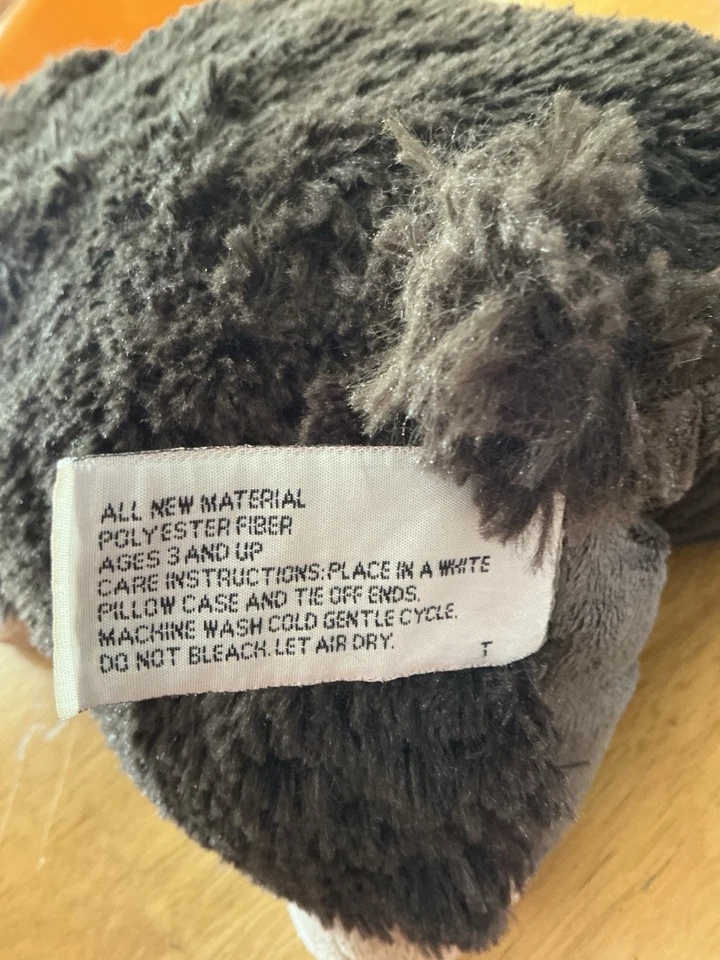 ALL NEW MATERIAL
POLYESTER FIBER
AGES 3 AND UP
CARE INSTRUCTIONS:PLACE IN A WHITE
PILLOW CASE AND TIE OFF ENDS.
MACHINE WASH COLD GENTLE CYCLE.
DO NOT BLEACH. LET AIR DRY. T